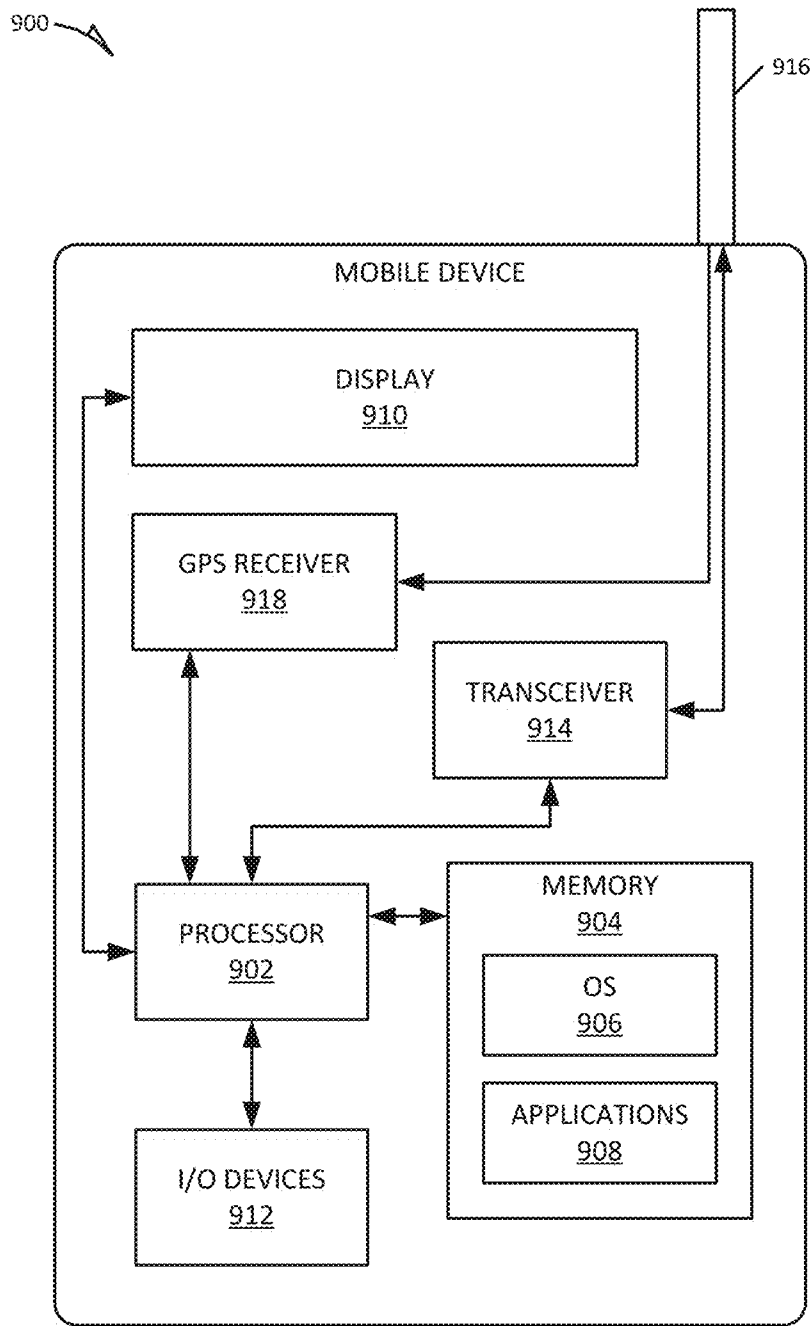 900
916
MOBILE DEVICE
DISPLAY
910
GPS RECEIVER
918
TRANSCEIVER
914
PROCESSOR
902
MEMORY
904
OS
906
APPLICATIONS
908
I/O DEVICES
912